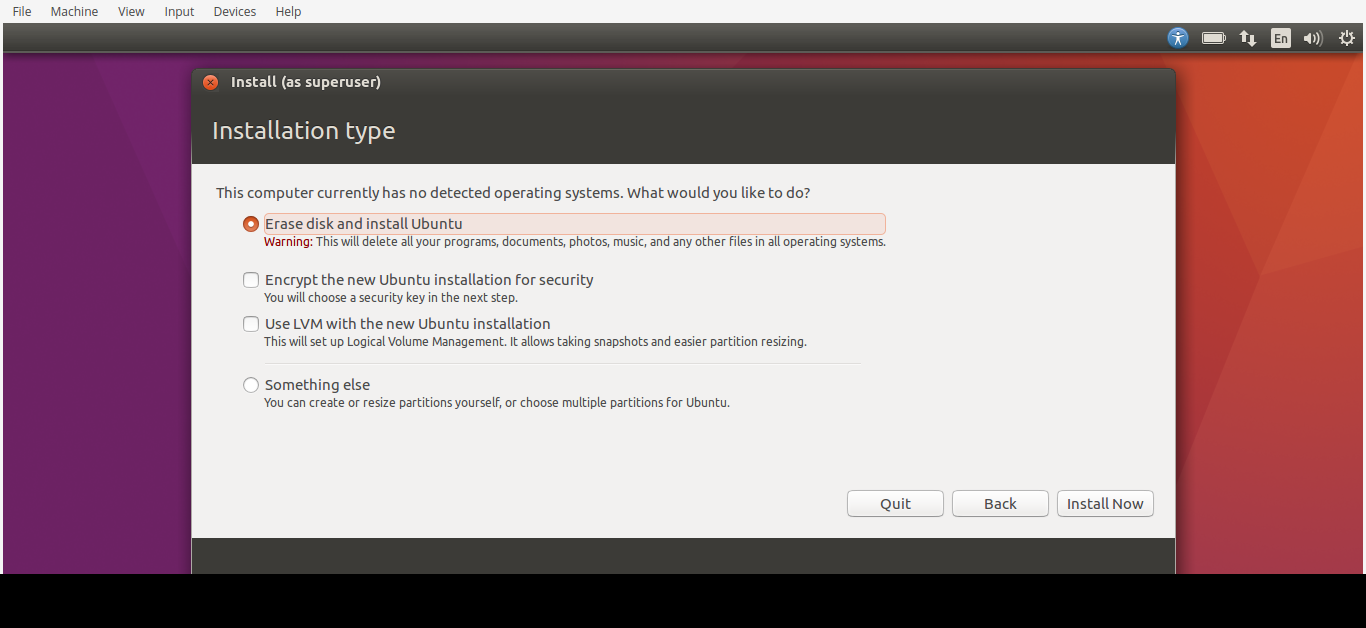 File Machine View Input Devices Help
En
Install (as superuser)
Installation type
This computer currently has no detected operating systems. What would you like to do?
Erase disk and install Ubuntu
Warning: This will delete all your programs, documents, photos, music, and any other files in all operating systems.
Encrypt the new Ubuntu installation for security
You will choose a security key in the next step.
Use LVM with the new Ubuntu installation
This will set up Logical Volume Management. It allows taking snapshots and easier partition resizing.
Something else
You can create or resize partitions yourself, or choose multiple partitions for Ubuntu.
Quit Back Install Now